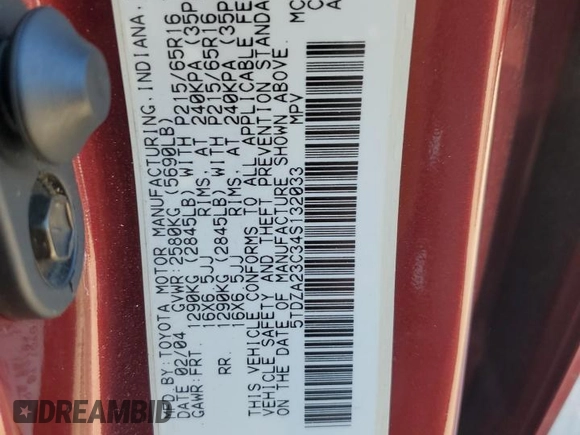 MFD. BY: TOYOTA MOTOR MANUFACTURING, INDIANA,
DATE 02/04 GVWR: 2580KG (5690LB)
GAWR: FRT. 1290KG (2845LB) WITH P215/65R16
16X6.5JJ RIMS, AT 240KPA (35P
RR. 1290KG (2845LB) WITH P215/65R16
16X6.5JJ RIMS, AT 240KPA (35P
THIS VEHICLE CONFORMS TO ALL APPLICABLE FE
VEHICLE SAFETY AND THEFT PREVENTION STANDA
ON THE DATE OF MANUFACTURE SHOWN ABOVE.
5TDZA23C34S132033 MPV
MC
C
A
DREAMBID